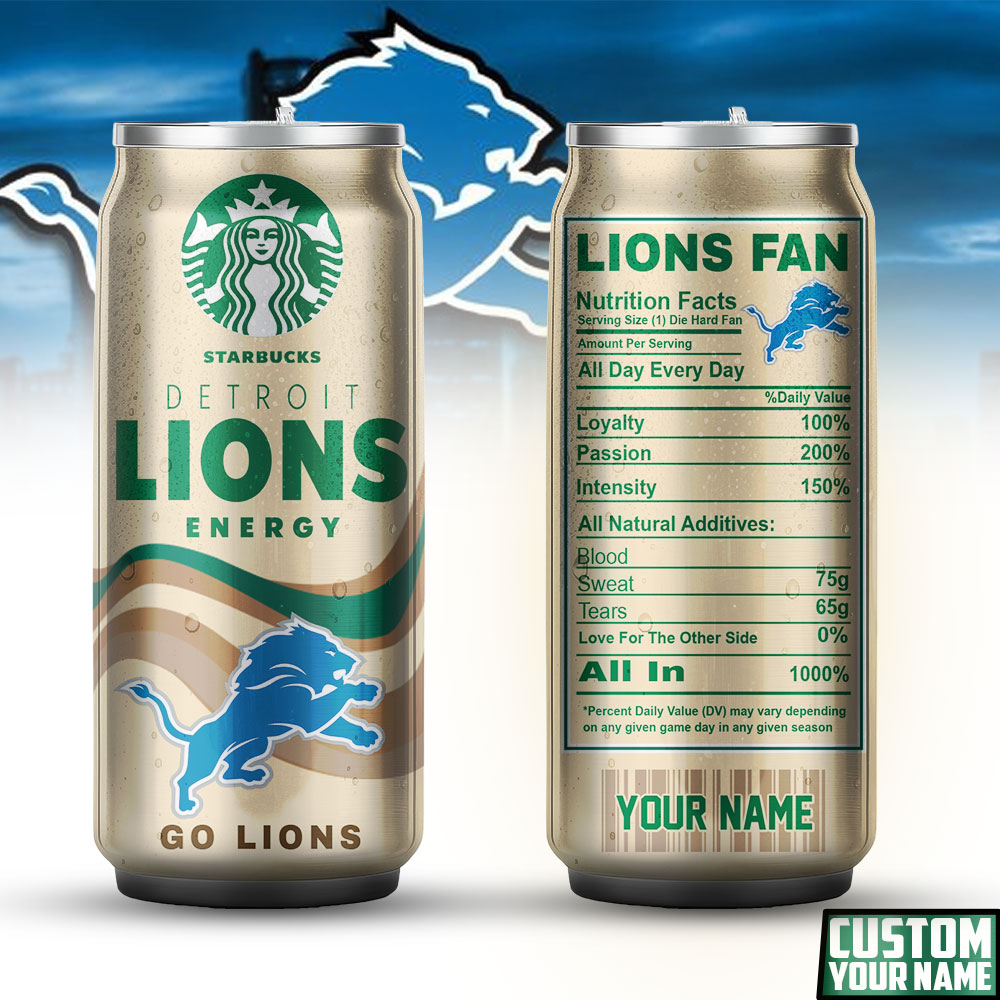 STARBUCKS
DETROIT
LIONS
ENERGY
GO LIONS
LIONS FAN
Nutrition Facts
Serving Size (1) Die Hard Fan
Amount Per Serving
All Day Every Day
%Daily Value
Loyalty 100%
Passion 200%
Intensity 150%
All Natural Additives:
Blood
Sweat 75g
Tears 65g
Love For The Other Side 0%
All In 1000%
*Percent Daily Value (DV) may vary depending
on any given game day in any given season
YOUR NAME
CUSTOM
YOUR NAME